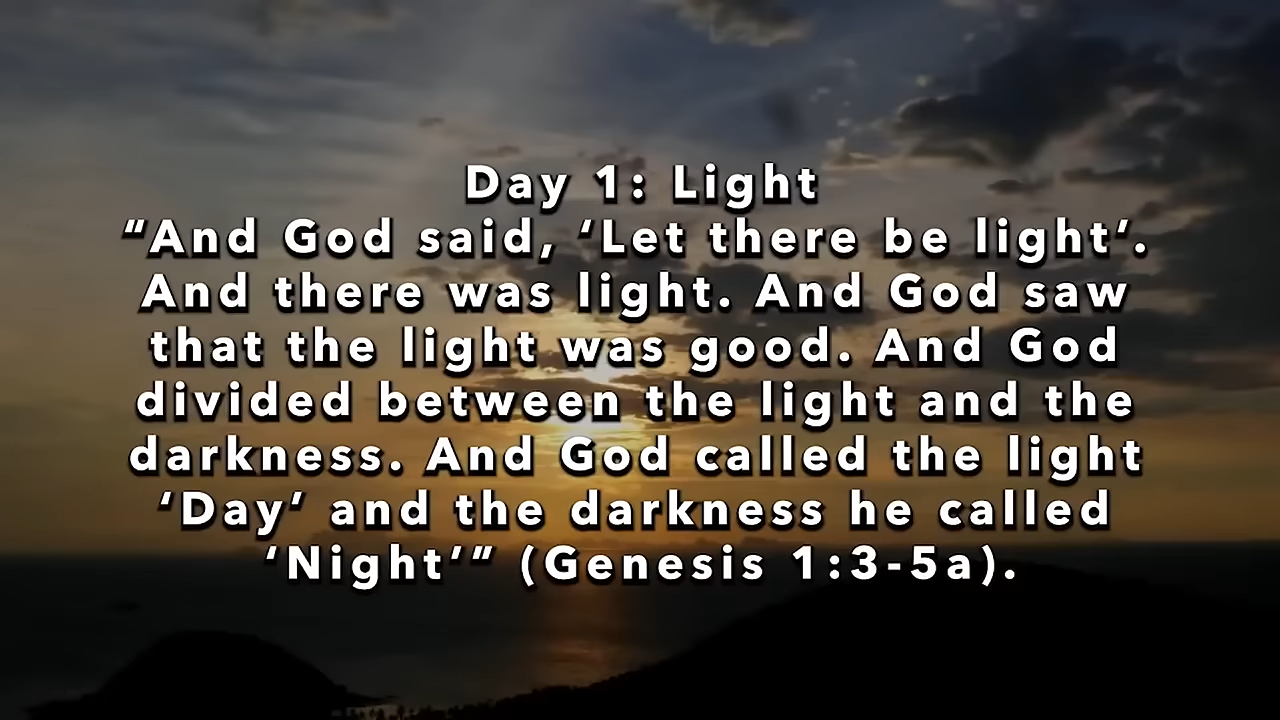 Day 1: Light
“And God said, ‘Let there be light’.
And there was light. And God saw
that the light was good. And God
divided between the light and the
darkness. And God called the light
‘Day’ and the darkness he called
‘Night’” (Genesis 1:3-5a).